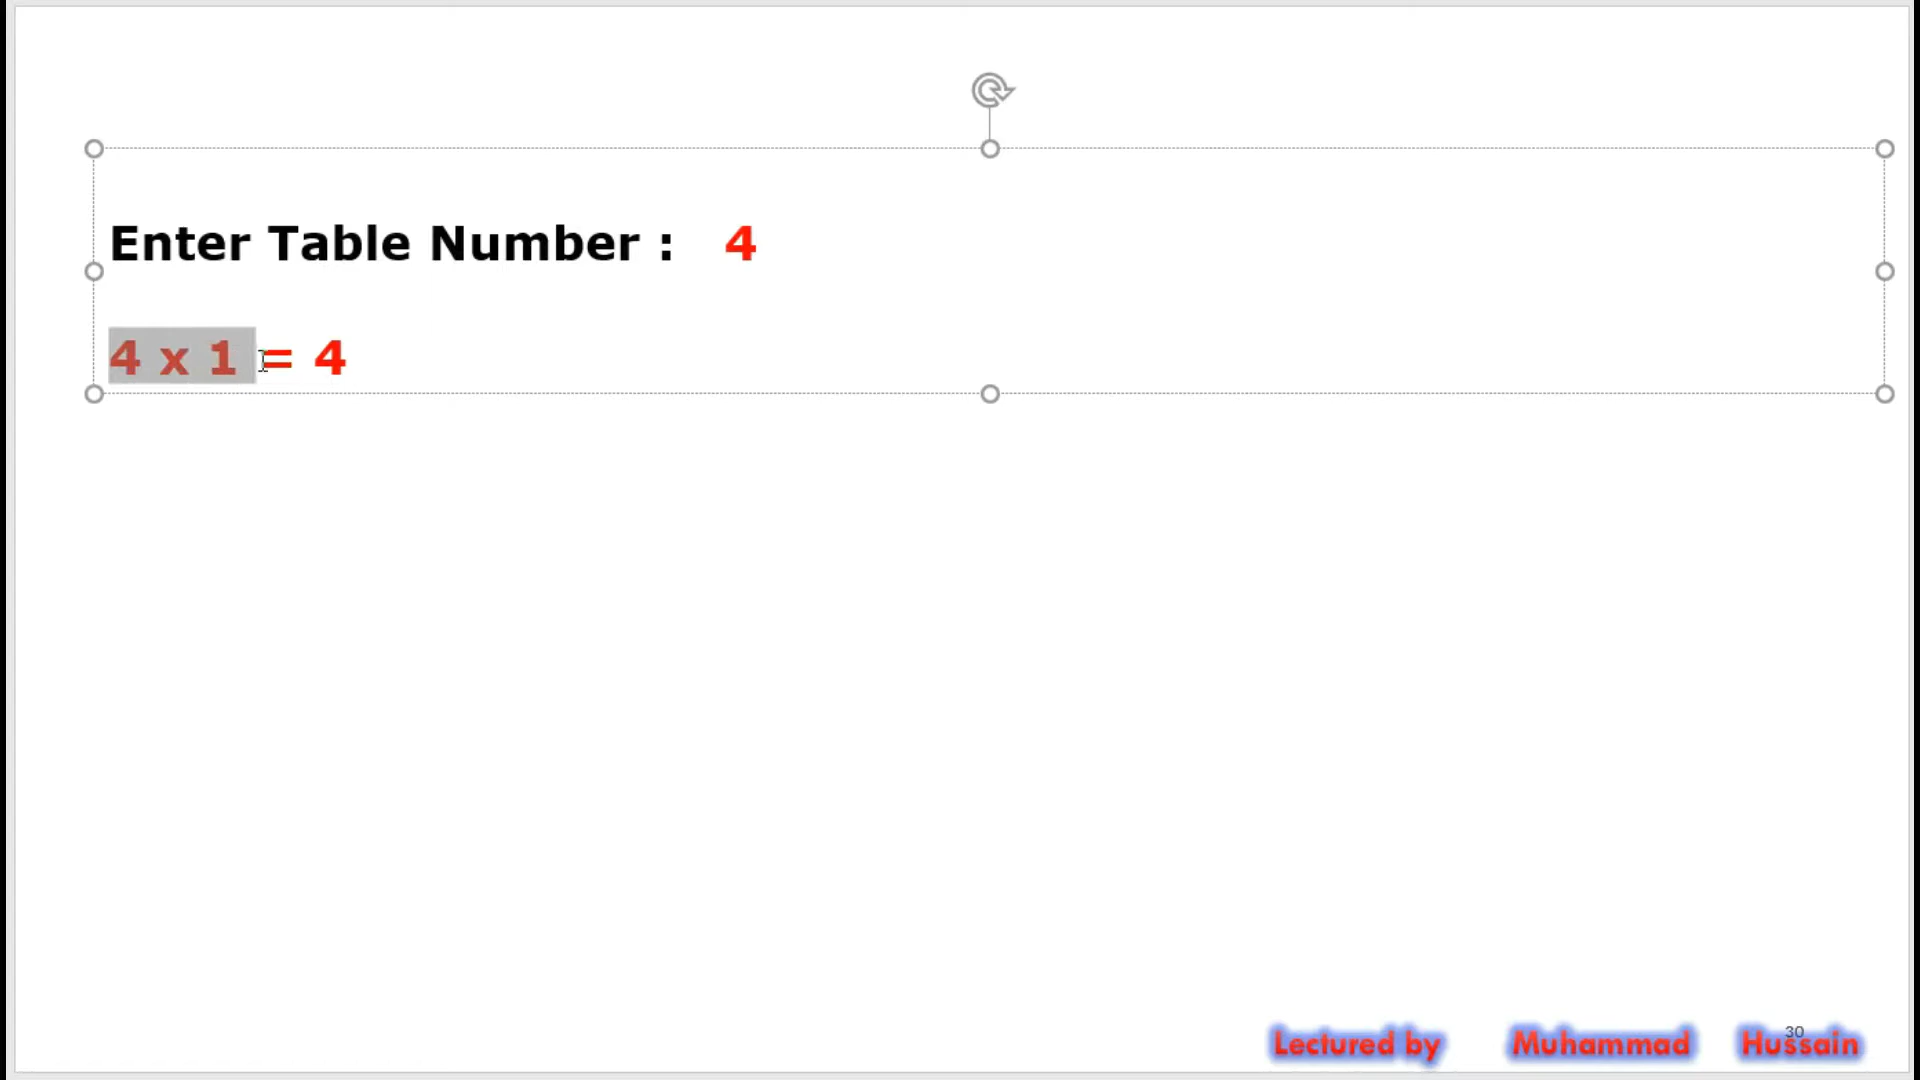 Enter Table Number : 4
4 x 1 = 4
30
Lectured by Muhammad Hussain